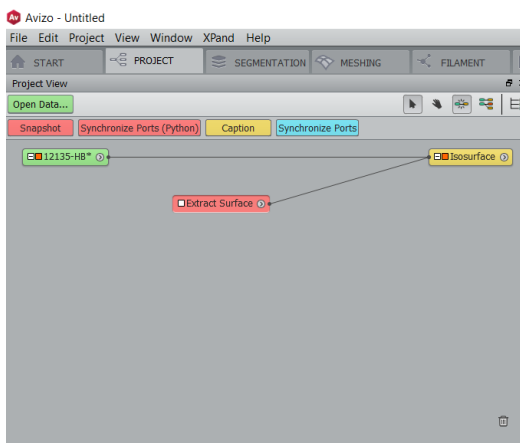 Av Avizo - Untitled
File Edit Project View Window XPand Help
START PROJECT SEGMENTATION MESHING FILAMENT
Project View
Open Data...
Snapshot Synchronize Ports (Python) Caption Synchronize Ports
12135-HB* Isosurface
Extract Surface